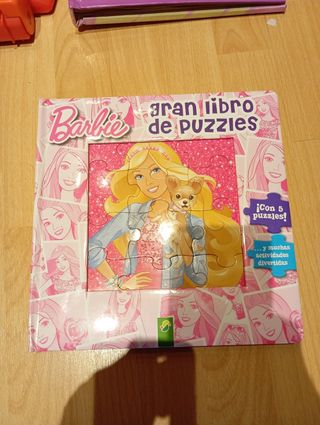 Barbie
gran libro
de puzzles
¡Con 5
puzzles!
... y muchas
actividades
divertidas